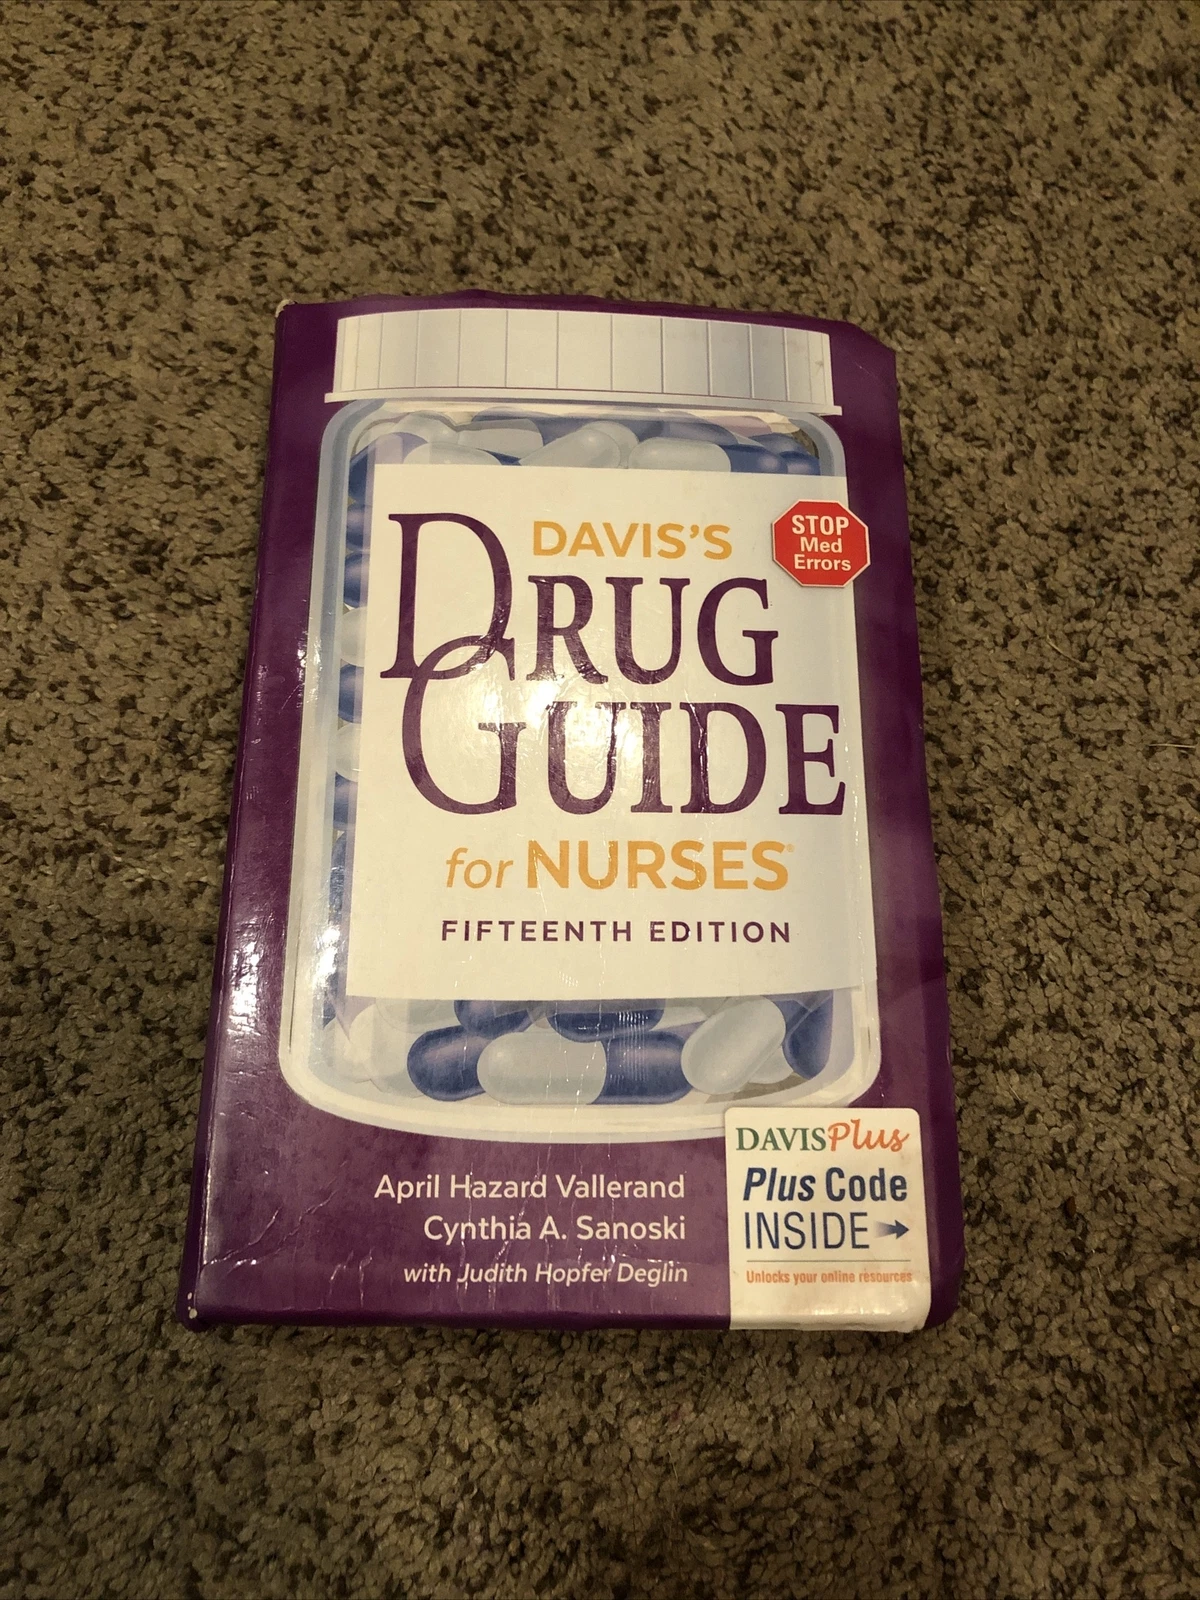 DAVIS'S
DRUG
GUIDE
for NURSES®
FIFTEENTH EDITION
STOP
Med
Errors
April Hazard Vallerand
Cynthia A. Sanoski
with Judith Hopfer Deglin
DAVISPlus
Plus Code
INSIDE
Unlocks your online resources